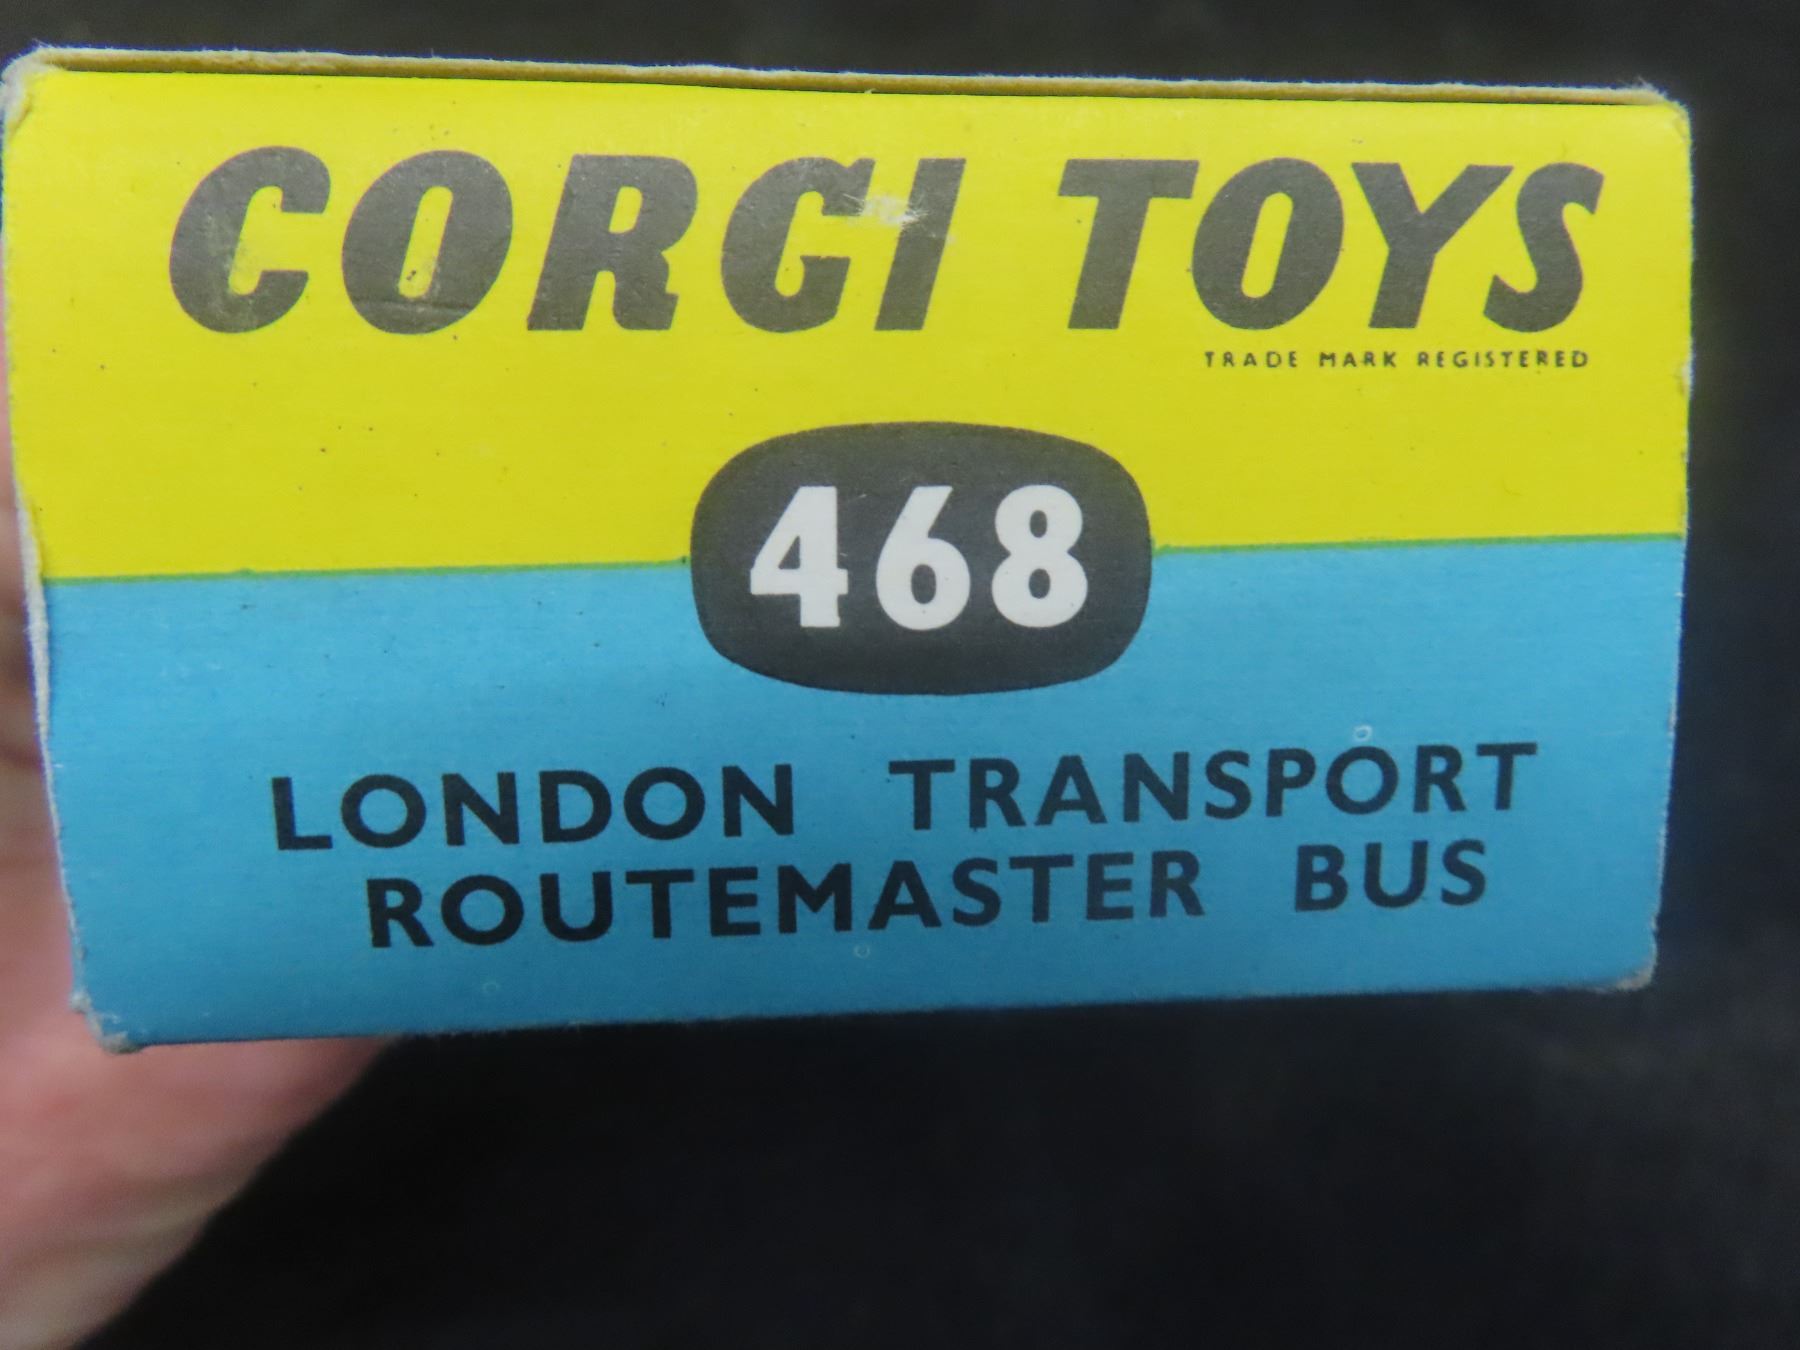 CORGI TOYS
TRADE MARK REGISTERED
468
LONDON TRANSPORT
ROUTEMASTER BUS